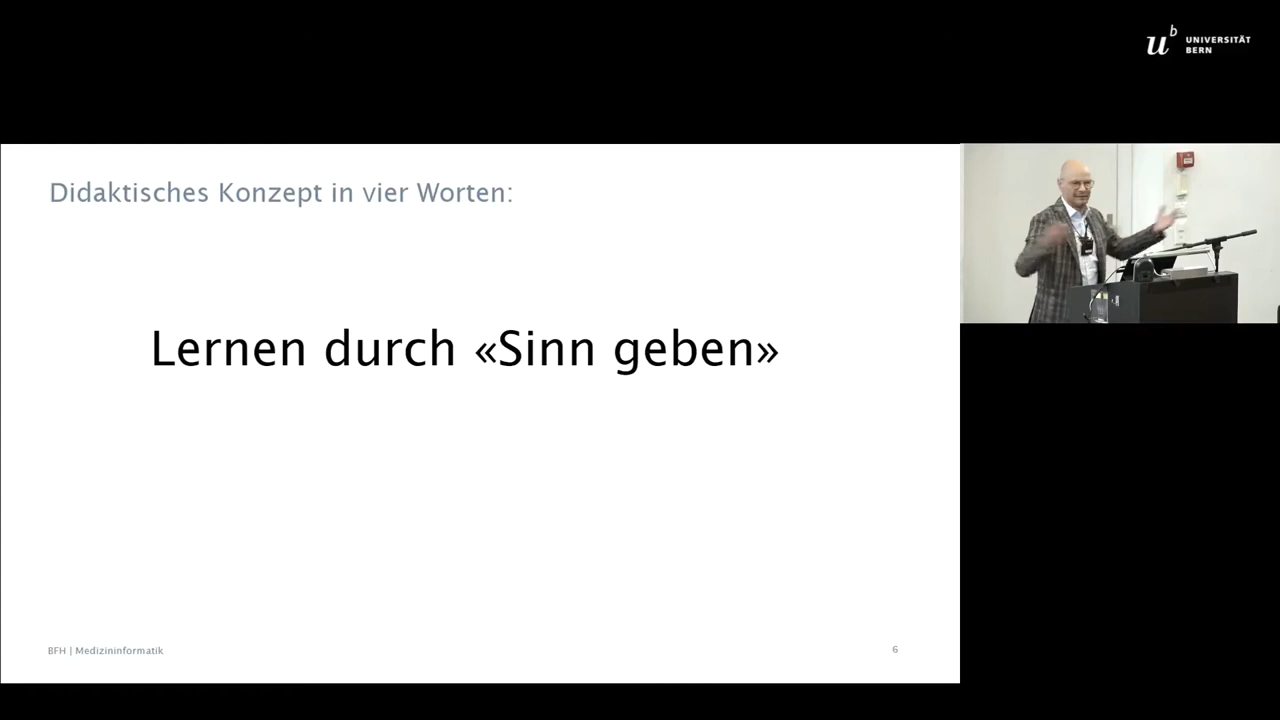 u^b UNIVERSITÄT
BERN
Didaktisches Konzept in vier Worten:
Lernen durch «Sinn geben»
BFH | Medizininformatik
6